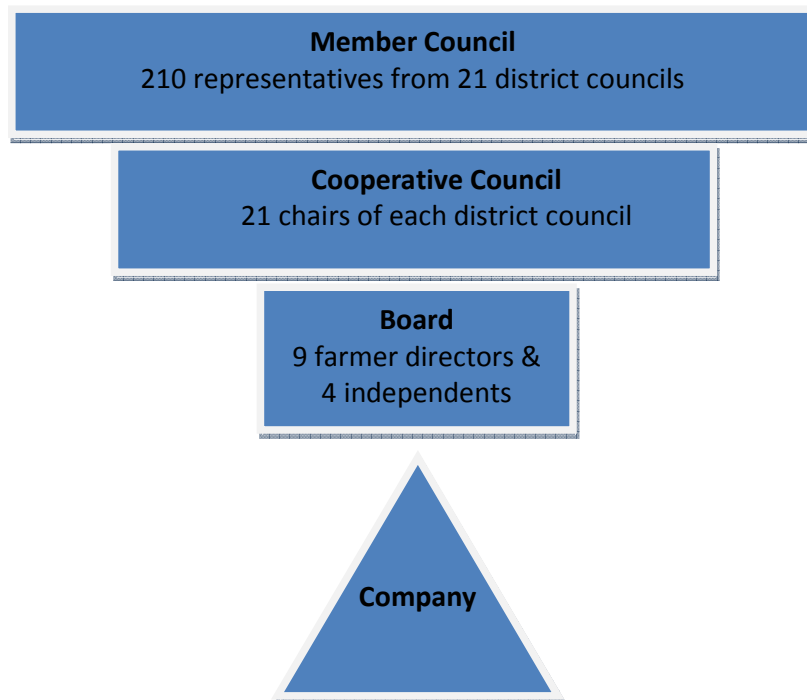 Member Council
210 representatives from 21 district councils
Cooperative Council
21 chairs of each district council
Board
9 farmer directors &
4 independents
Company